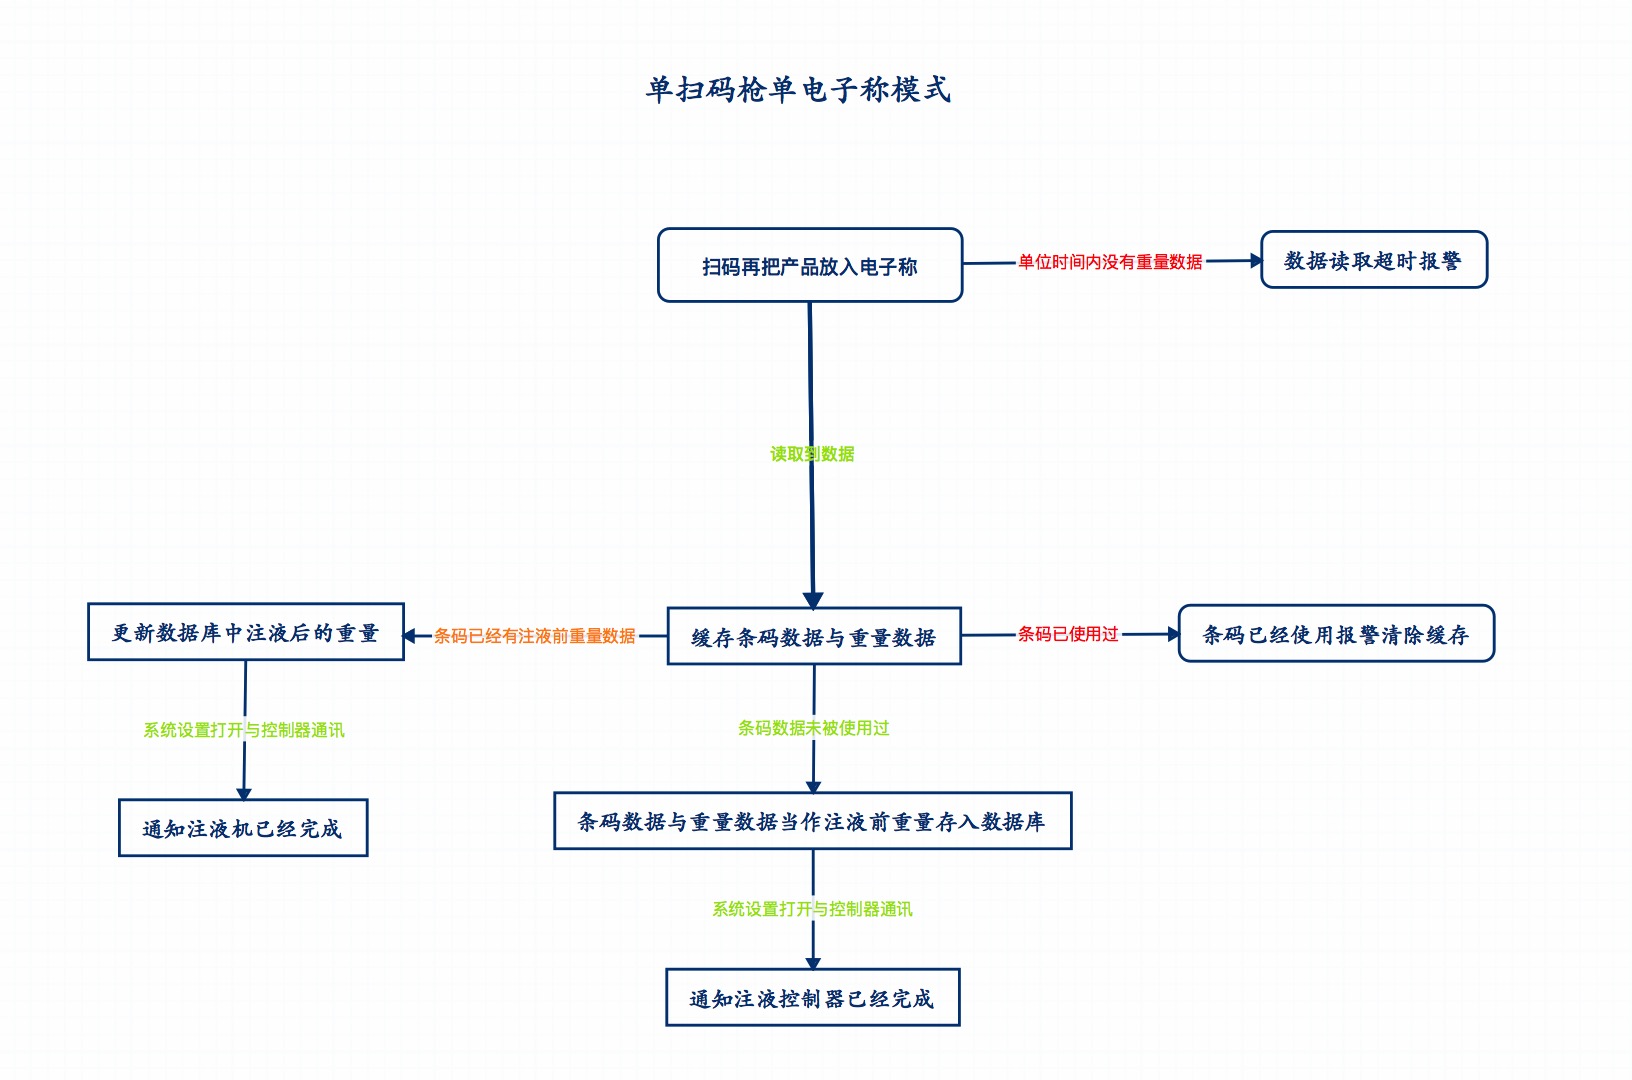 单扫码枪单电子称模式
扫码再把产品放入电子称
单位时间内没有重量数据
数据读取超时报警
读取到数据
更新数据库中注液后的重量
条码已经有注液前重量数据
缓存条码数据与重量数据
条码已使用过
条码已经使用报警清除缓存
系统设置打开与控制器通讯
条码数据未被使用过
通知注液机已经完成
条码数据与重量数据当作注液前重量存入数据库
系统设置打开与控制器通讯
通知注液控制器已经完成